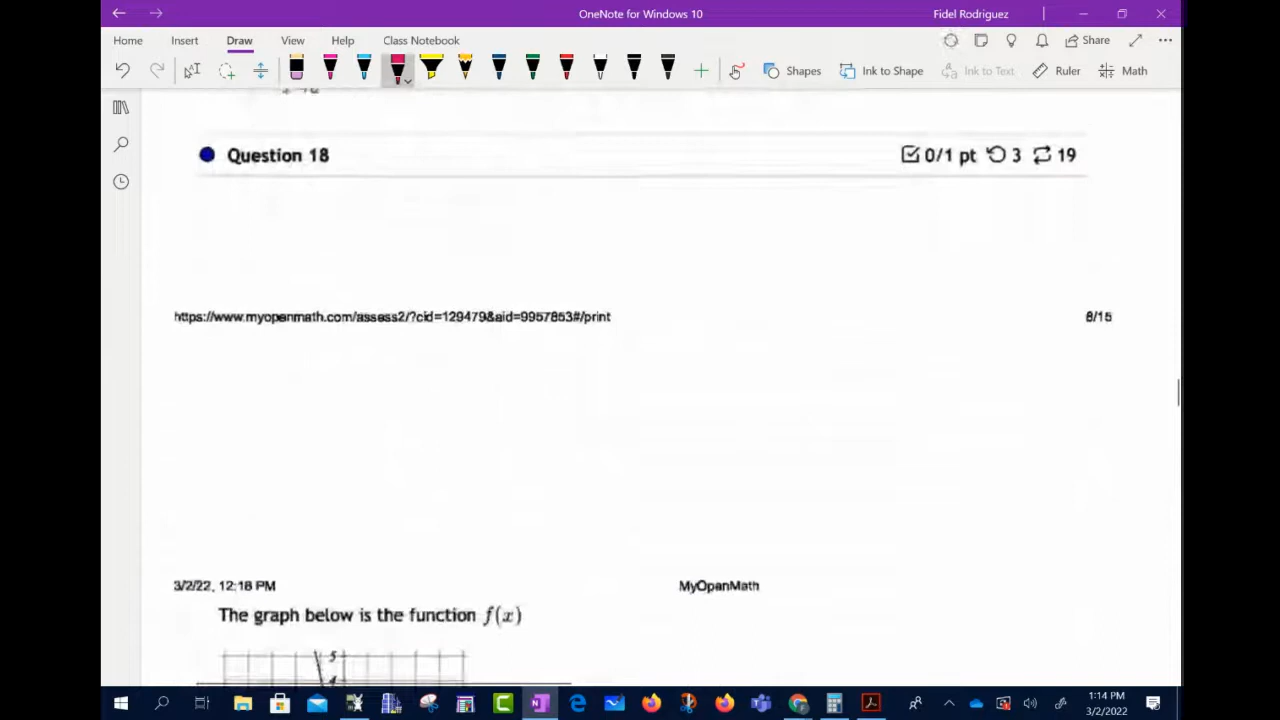 OneNote for Windows 10
Fidel Rodriguez
Home Insert Draw View Help Class Notebook
Share
Shapes Ink to Shape Ink to Text Ruler Math
Question 18
0/1 pt 3 19
https://www.myopenmath.com/assess2/?cid=129479&aid=9957853#/print
8/15
3/2/22, 12:18 PM
MyOpenMath
The graph below is the function f(x)
5
4
1:14 PM
3/2/2022